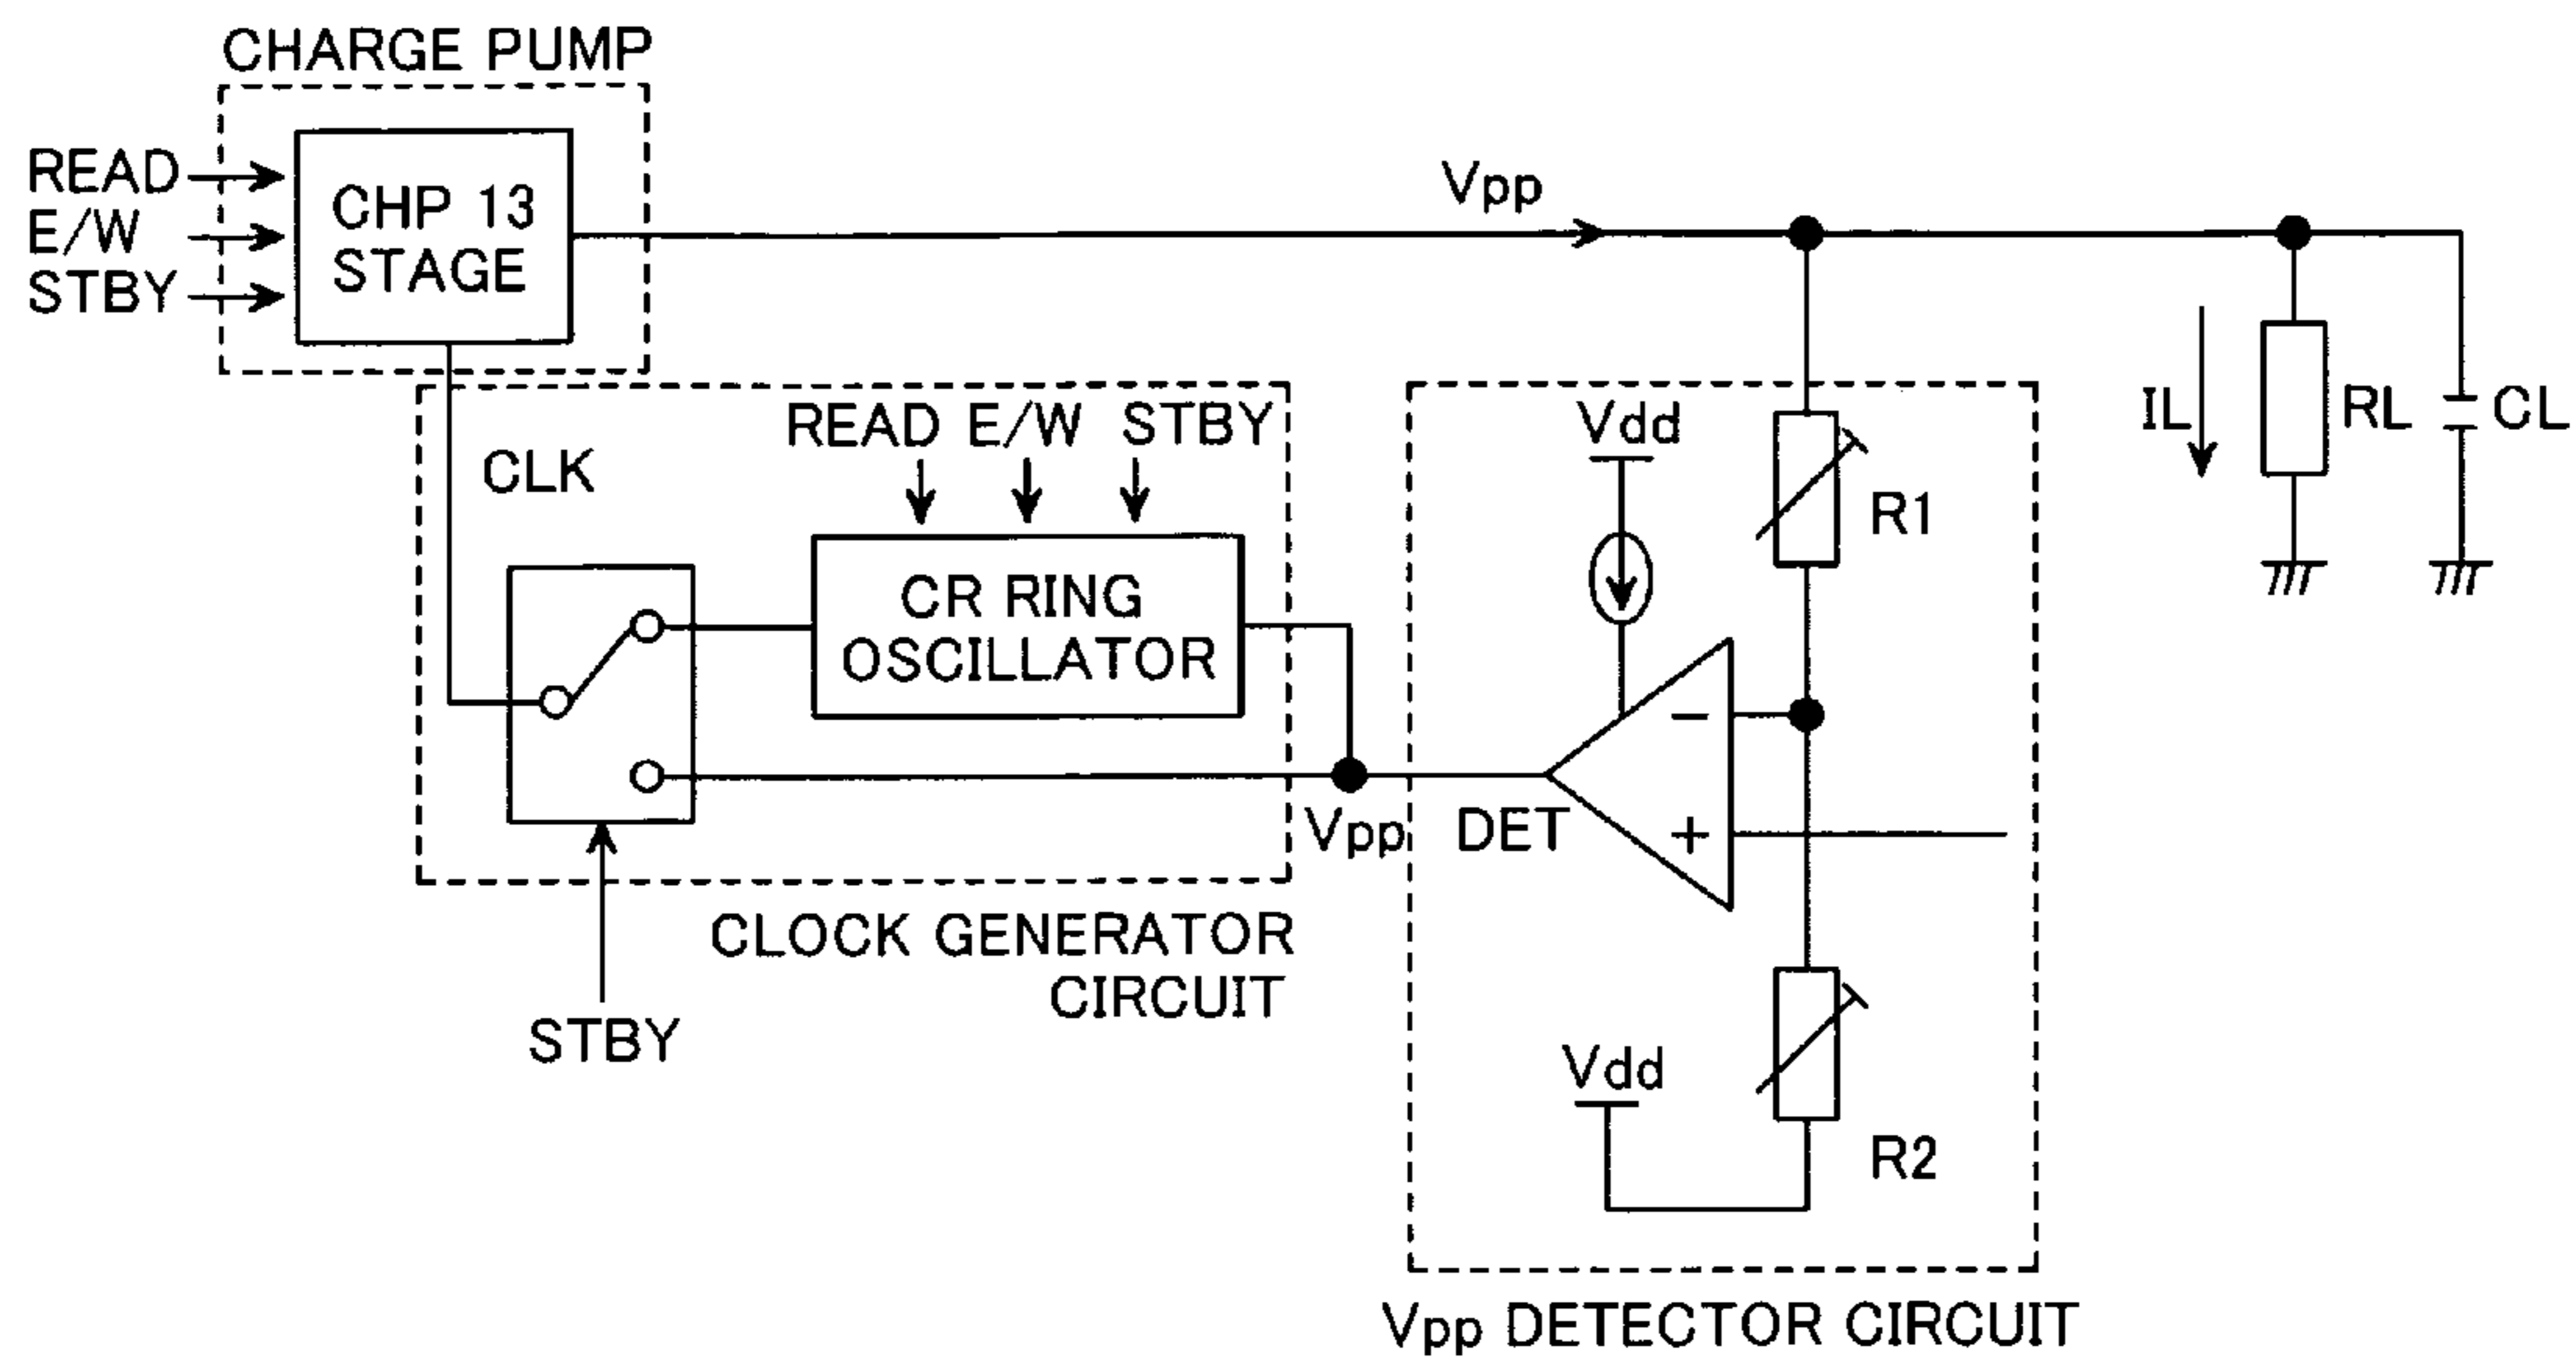 CHARGE PUMP
READ
E/W
STBY
CHP 13
STAGE
Vpp
CLK
READ E/W STBY
CR RING
OSCILLATOR
Vdd
R1
IL
RL
CL
−
+
Vpp
DET
CLOCK GENERATOR
CIRCUIT
STBY
Vdd
R2
Vpp DETECTOR CIRCUIT